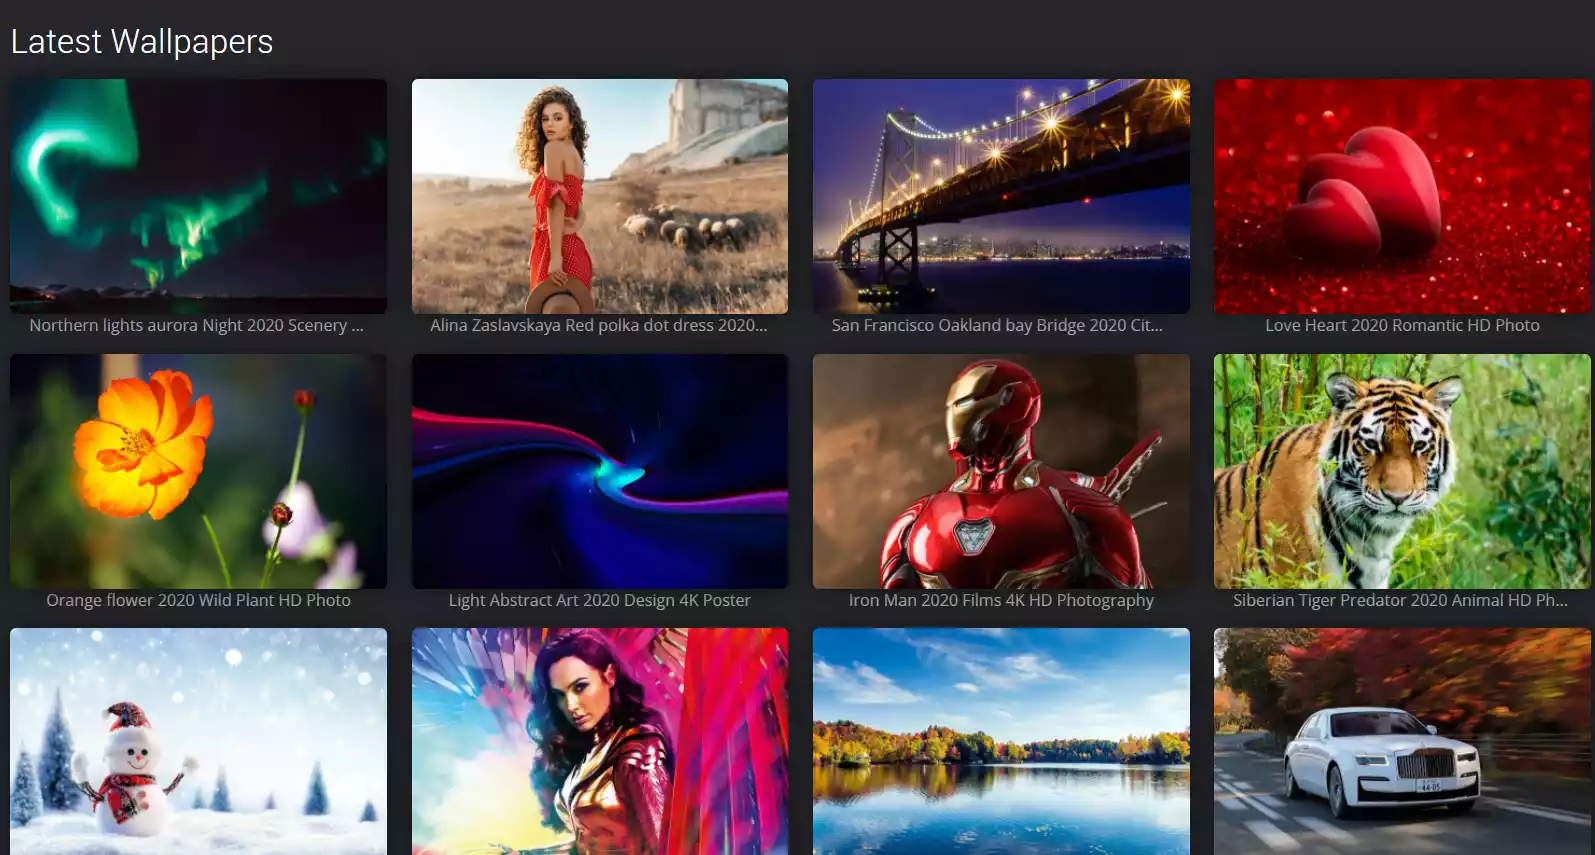 Latest Wallpapers
Northern lights aurora Night 2020 Scenery ...
Alina Zaslavskaya Red polka dot dress 2020...
San Francisco Oakland bay Bridge 2020 Cit...
Love Heart 2020 Romantic HD Photo
Orange flower 2020 Wild Plant HD Photo
Light Abstract Art 2020 Design 4K Poster
Iron Man 2020 Films 4K HD Photography
Siberian Tiger Predator 2020 Animal HD Ph...
44-05